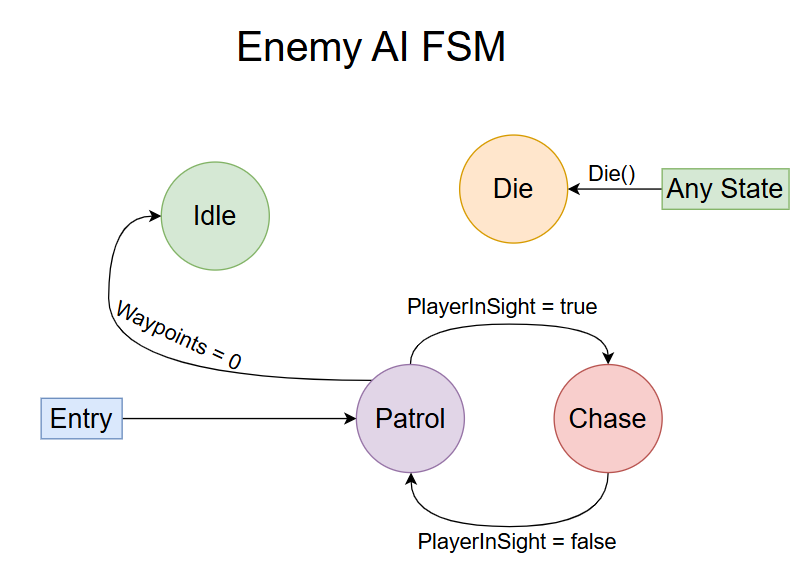 Enemy AI FSM
Die()
Die
Any State
Idle
PlayerInSight = true
Waypoints = 0
Entry
Patrol
Chase
PlayerInSight = false